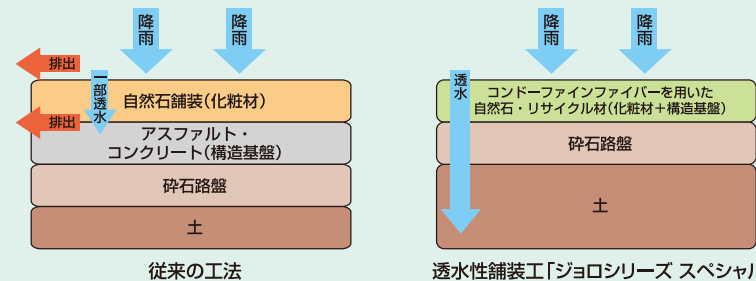 降雨
降雨
排出
一部透水
自然石舗装(化粧材)
排出
アスファルト・
コンクリート(構造基盤)
砕石路盤
土
従来の工法
降雨
降雨
透水
コンドーファインファイバーを用いた
自然石・リサイクル材(化粧材+構造基盤)
砕石路盤
土
透水性舗装工「ジョロシリーズ スペシャル